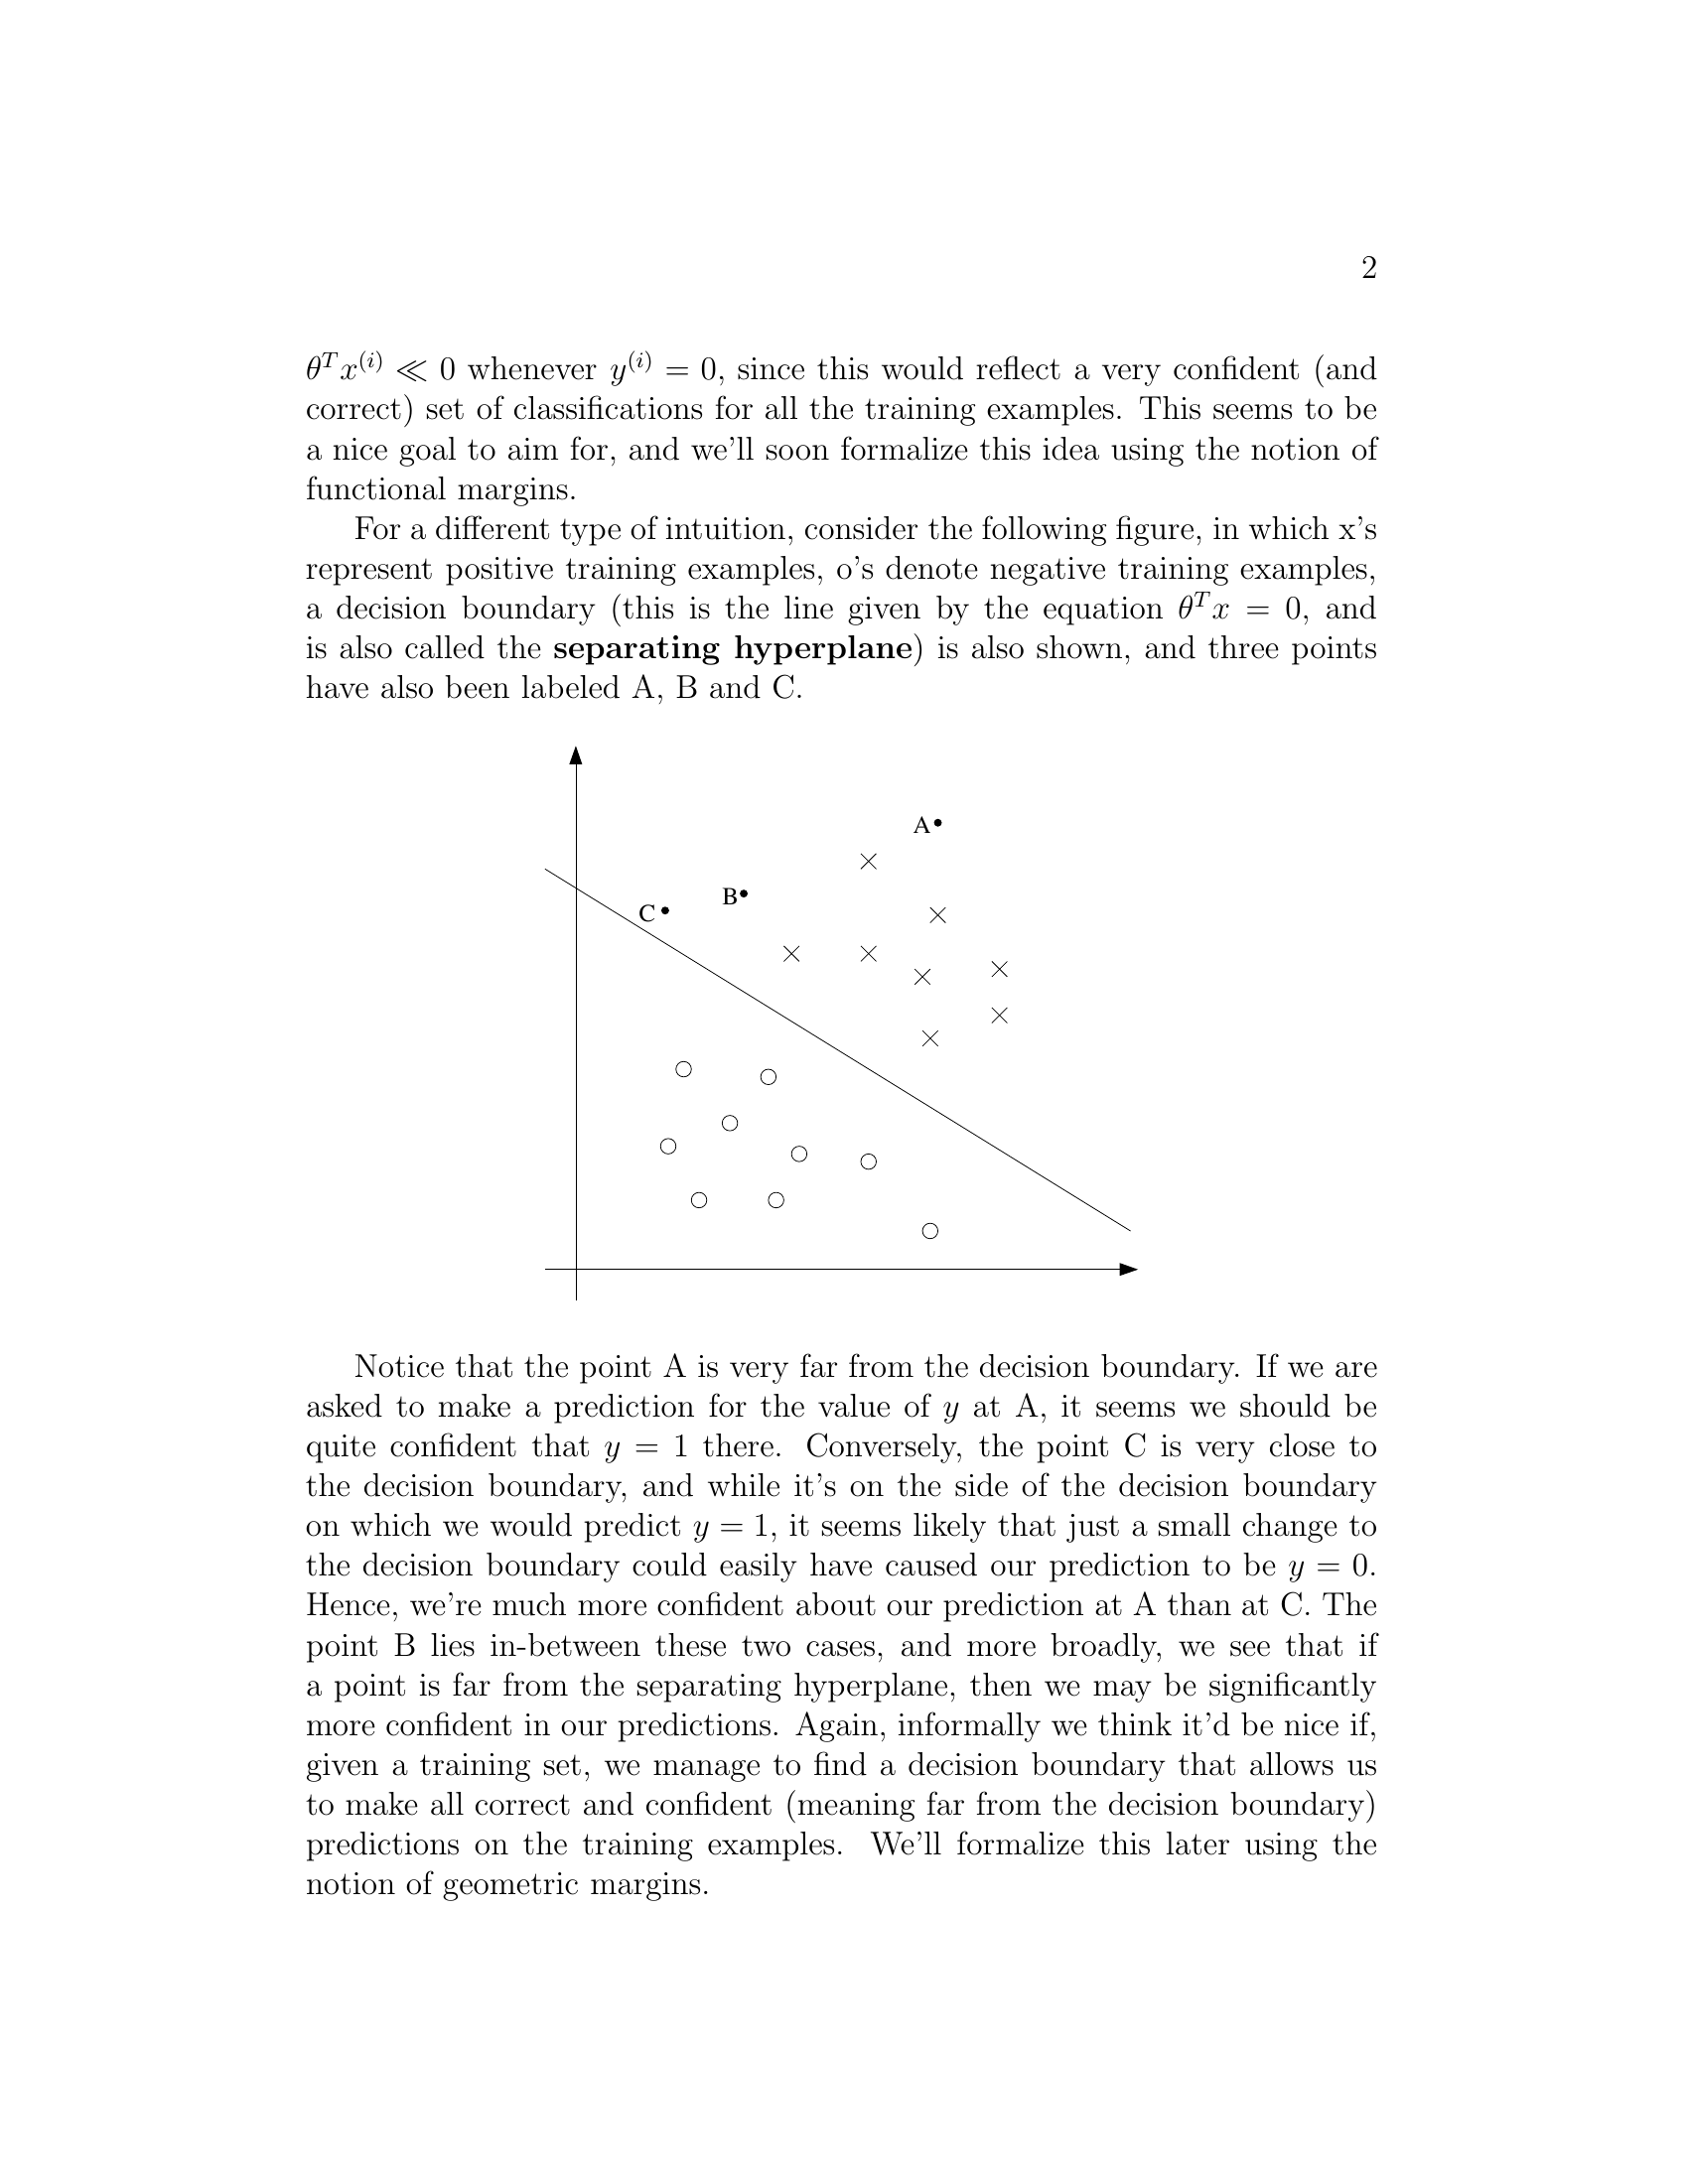 2
θᵀx⁽ⁱ⁾ ≪ 0 whenever y⁽ⁱ⁾ = 0, since this would reflect a very confident (and
correct) set of classifications for all the training examples. This seems to be
a nice goal to aim for, and we'll soon formalize this idea using the notion of
functional margins.
For a different type of intuition, consider the following figure, in which x's
represent positive training examples, o's denote negative training examples,
a decision boundary (this is the line given by the equation θᵀx = 0, and
is also called the separating hyperplane) is also shown, and three points
have also been labeled A, B and C.
A
B
C
Notice that the point A is very far from the decision boundary. If we are
asked to make a prediction for the value of y at A, it seems we should be
quite confident that y = 1 there. Conversely, the point C is very close to
the decision boundary, and while it's on the side of the decision boundary
on which we would predict y = 1, it seems likely that just a small change to
the decision boundary could easily have caused our prediction to be y = 0.
Hence, we're much more confident about our prediction at A than at C. The
point B lies in-between these two cases, and more broadly, we see that if
a point is far from the separating hyperplane, then we may be significantly
more confident in our predictions. Again, informally we think it'd be nice if,
given a training set, we manage to find a decision boundary that allows us
to make all correct and confident (meaning far from the decision boundary)
predictions on the training examples. We'll formalize this later using the
notion of geometric margins.